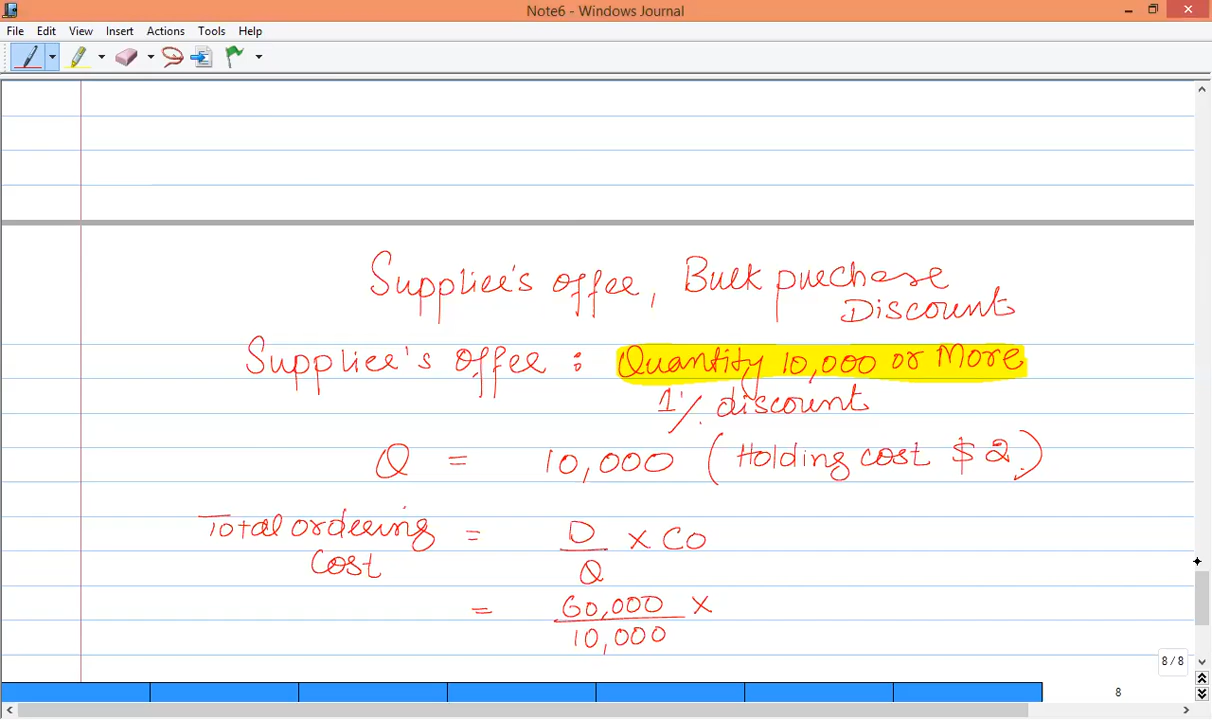 Note6 - Windows Journal
File Edit View Insert Actions Tools Help
Supplier's offer, Bulk purchase
Discount
Supplier's offer : Quantity 10,000 or More
1% discount
Q = 10,000 (Holding cost $ 2)
Total ordering = D/Q × CO
Cost
= 60,000/10,000 ×
8 / 8
8